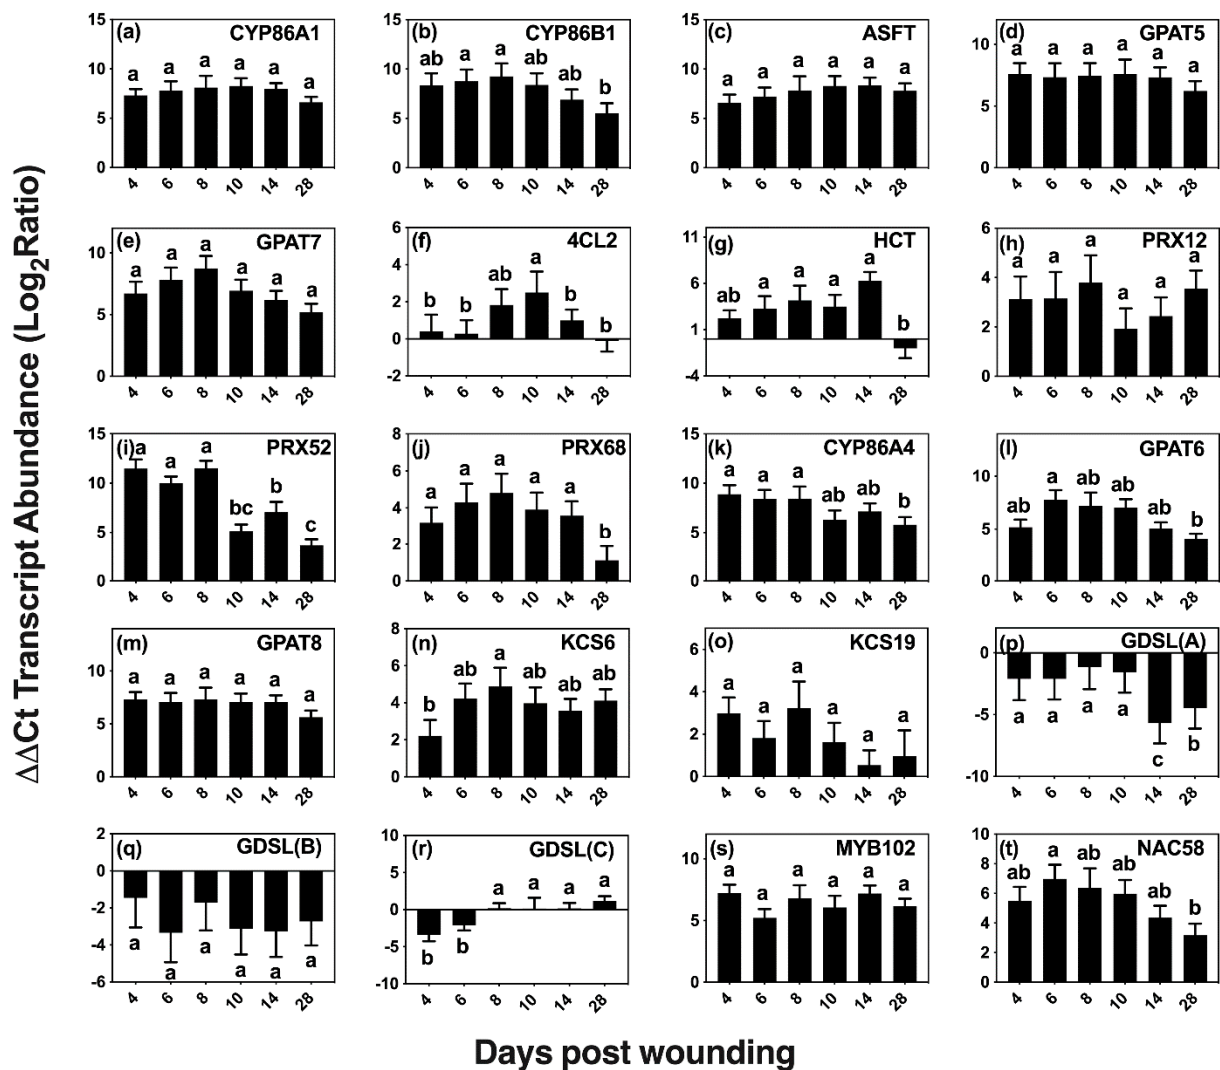 ΔΔCt Transcript Abundance (Log2Ratio)
(a) CYP86A1
15
10
5
0
a a a a a a
4 6 8 10 14 28
(b) CYP86B1
15
10
5
0
ab a a ab ab b
4 6 8 10 14 28
(c) ASFT
15
10
5
0
a a a a a a
4 6 8 10 14 28
(d) GPAT5
10
5
0
a a a a a a
4 6 8 10 14 28
(e) GPAT7
10
5
0
a a a a a a
4 6 8 10 14 28
(f) 4CL2
6
4
2
0
-2
b b ab a b b
4 6 8 10 14 28
(g) HCT
11
6
1
-4
ab a a a a b
4 6 8 10 14 28
(h) PRX12
6
4
2
0
a a a a a a
4 6 8 10 14 28
(i) PRX52
15
10
5
0
a a a bc b c
4 6 8 10 14 28
(j) PRX68
8
6
4
2
0
a a a a a b
4 6 8 10 14 28
(k) CYP86A4
15
10
5
0
a a a ab ab b
4 6 8 10 14 28
(l) GPAT6
10
5
0
ab a ab ab ab b
4 6 8 10 14 28
(m) GPAT8
10
5
0
a a a a a a
4 6 8 10 14 28
(n) KCS6
6
4
2
0
b ab a ab ab ab
4 6 8 10 14 28
(o) KCS19
6
4
2
0
a a a a a a
4 6 8 10 14 28
(p) GDSL(A)
0
-5
-10
a a a a c b
4 6 8 10 14 28
(q) GDSL(B)
2
0
-2
-4
-6
a a a a a a
4 6 8 10 14 28
(r) GDSL(C)
10
5
0
-5
-10
b b a a a a
4 6 8 10 14 28
(s) MYB102
10
5
0
a a a a a a
4 6 8 10 14 28
(t) NAC58
10
8
6
4
2
0
ab a ab ab ab b
4 6 8 10 14 28
Days post wounding